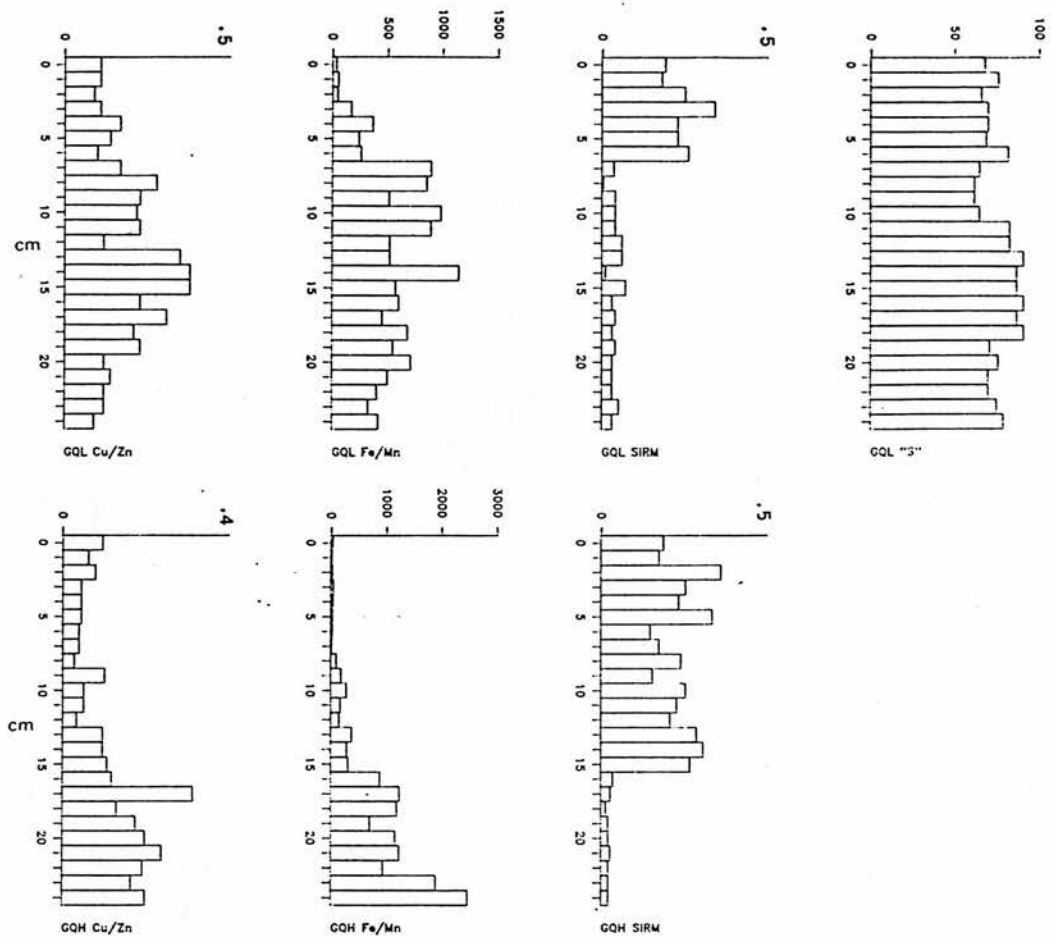 0 .5
0 5 10 15 20
GQL Cu/Zn
0 500 1000 1500
0 5 10 15 20
GQL Fe/Mn
0 .5
0 5 10 15 20
GQL SIRM
0 50 100
0 5 10 15 20
GQL "S"
cm
0 .4
0 5 10 15 20
GQH Cu/Zn
0 1000 2000 3000
0 5 10 15 20
GQH Fe/Mn
0 .5
0 5 10 15 20
GQH SIRM
cm